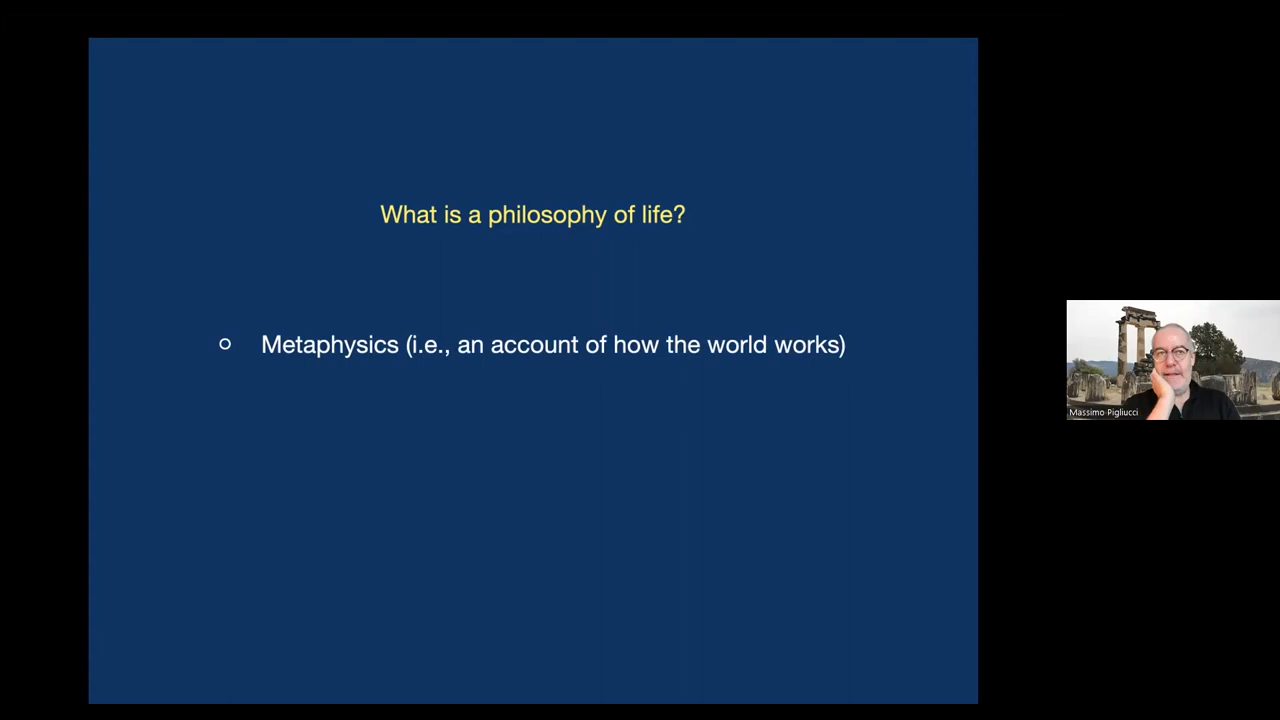 What is a philosophy of life?
Metaphysics (i.e., an account of how the world works)
Massimo Pigliucci